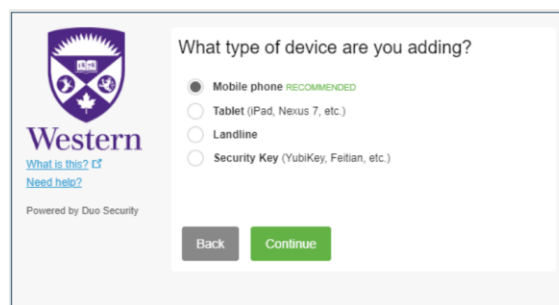 What type of device are you adding?
Mobile phone RECOMMENDED
Tablet (iPad, Nexus 7, etc.)
Landline
Security Key (YubiKey, Feitian, etc.)
Back
Continue
Western
What is this?
Need help?
Powered by Duo Security